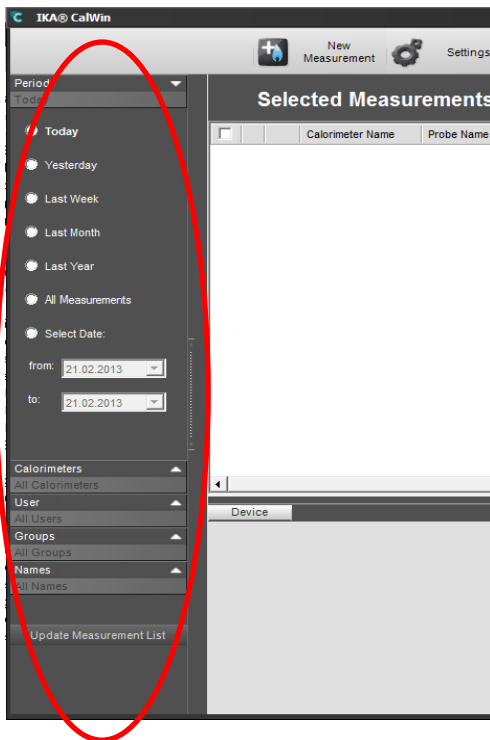 IKA® CalWin
New
Measurement
Settings
Period
Today
Selected Measurements
Today
Calorimeter Name
Probe Name
Yesterday
Last Week
Last Month
Last Year
All Measurements
Select Date:
from:
21.02.2013
to:
21.02.2013
Calorimeters
All Calorimeters
User
All Users
Groups
All Groups
Names
All Names
Device
Update Measurement List